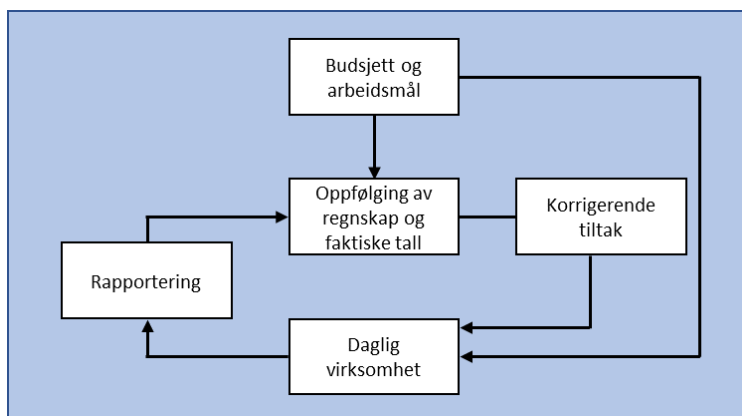 Budsjett og
arbeidsmål
Oppfølging av
regnskap og
faktiske tall
Korrigerende
tiltak
Rapportering
Daglig
virksomhet